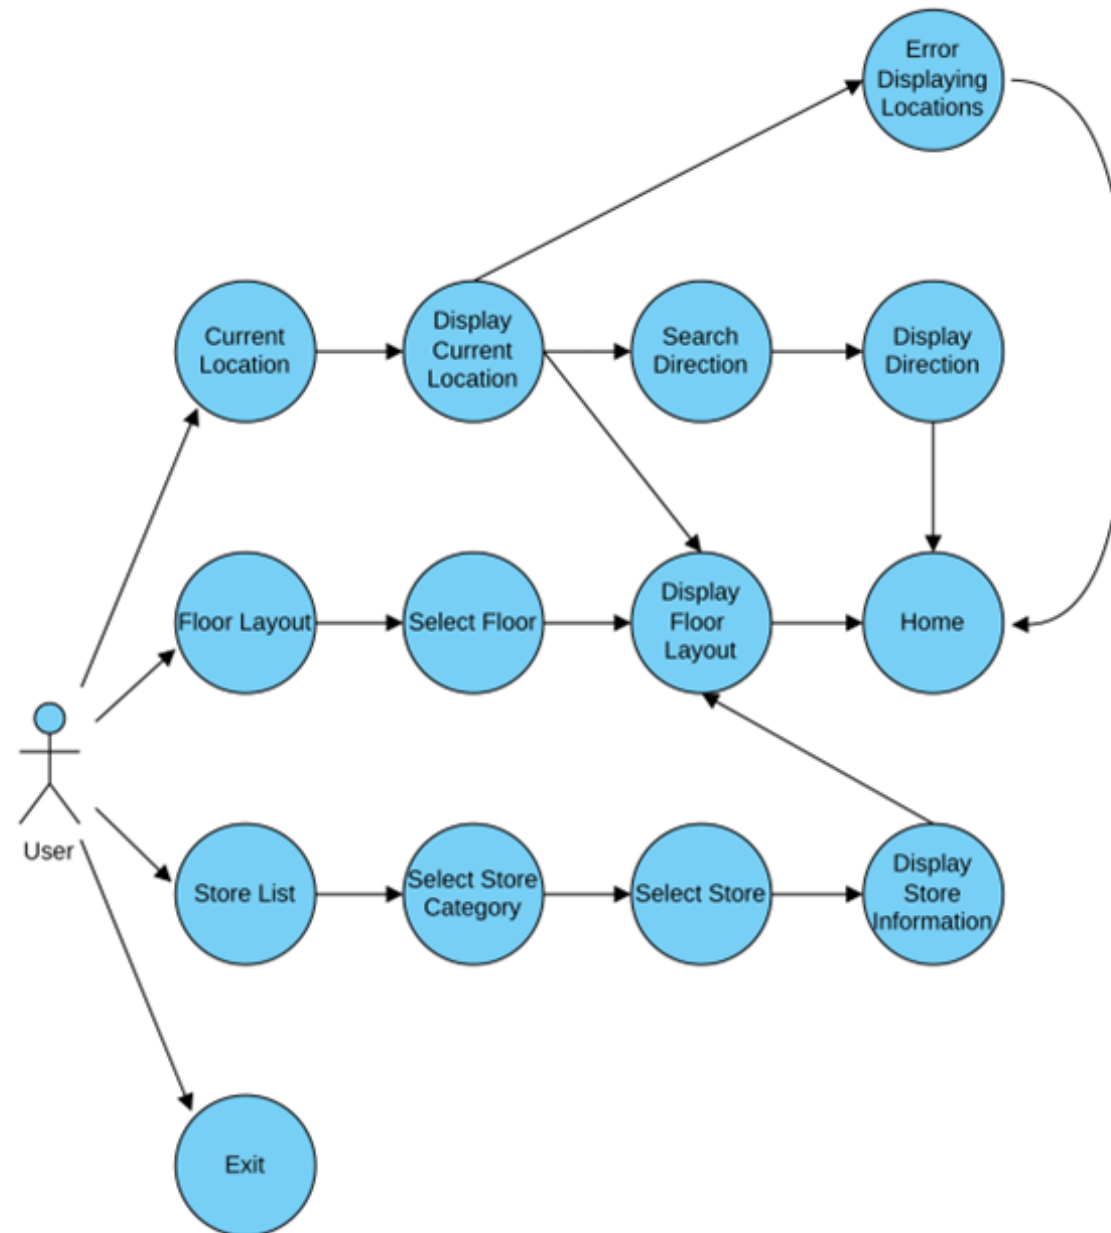 Error
Displaying
Locations
Current
Location
Display
Current
Location
Search
Direction
Display
Direction
Floor Layout
Select Floor
Display
Floor
Layout
Home
User
Store List
Select Store
Category
Select Store
Display
Store
Information
Exit